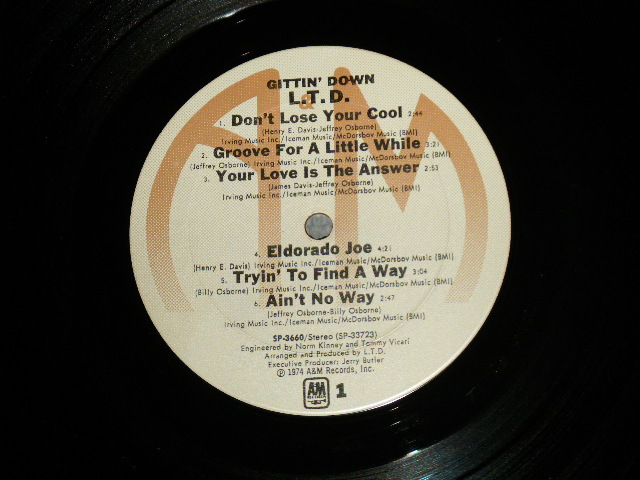 GITTIN' DOWN
L.T.D.
1. Don't Lose Your Cool 2:44
(Henry E. Davis-Jeffrey Osborne)
Irving Music Inc./Iceman Music/McDorsbov Music (BMI)
2. Groove For A Little While 3:21
(Jeffrey Osborne) Irving Music Inc./Iceman Music/McDorsbov Music (BMI)
3. Your Love Is The Answer 2:53
(James Davis-Jeffrey Osborne)
Irving Music Inc./Iceman Music/McDorsbov Music (BMI)
4. Eldorado Joe 4:21
(Henry E. Davis) Irving Music Inc./Iceman Music/McDorsbov Music (BMI)
5. Tryin' To Find A Way 3:04
(Billy Osborne) Irving Music Inc./Iceman Music/McDorsbov Music (BMI)
6. Ain't No Way 2:47
(Jeffrey Osborne-Billy Osborne)
Irving Music Inc./Iceman Music/McDorsbov Music (BMI)
SP-3660/Stereo (SP-33723)
Engineered by Norm Kinney and Tommy Vicari
Arranged and Produced by L.T.D.
Executive Producer: Jerry Butler
℗ 1974 A&M Records, Inc.
A&M 1